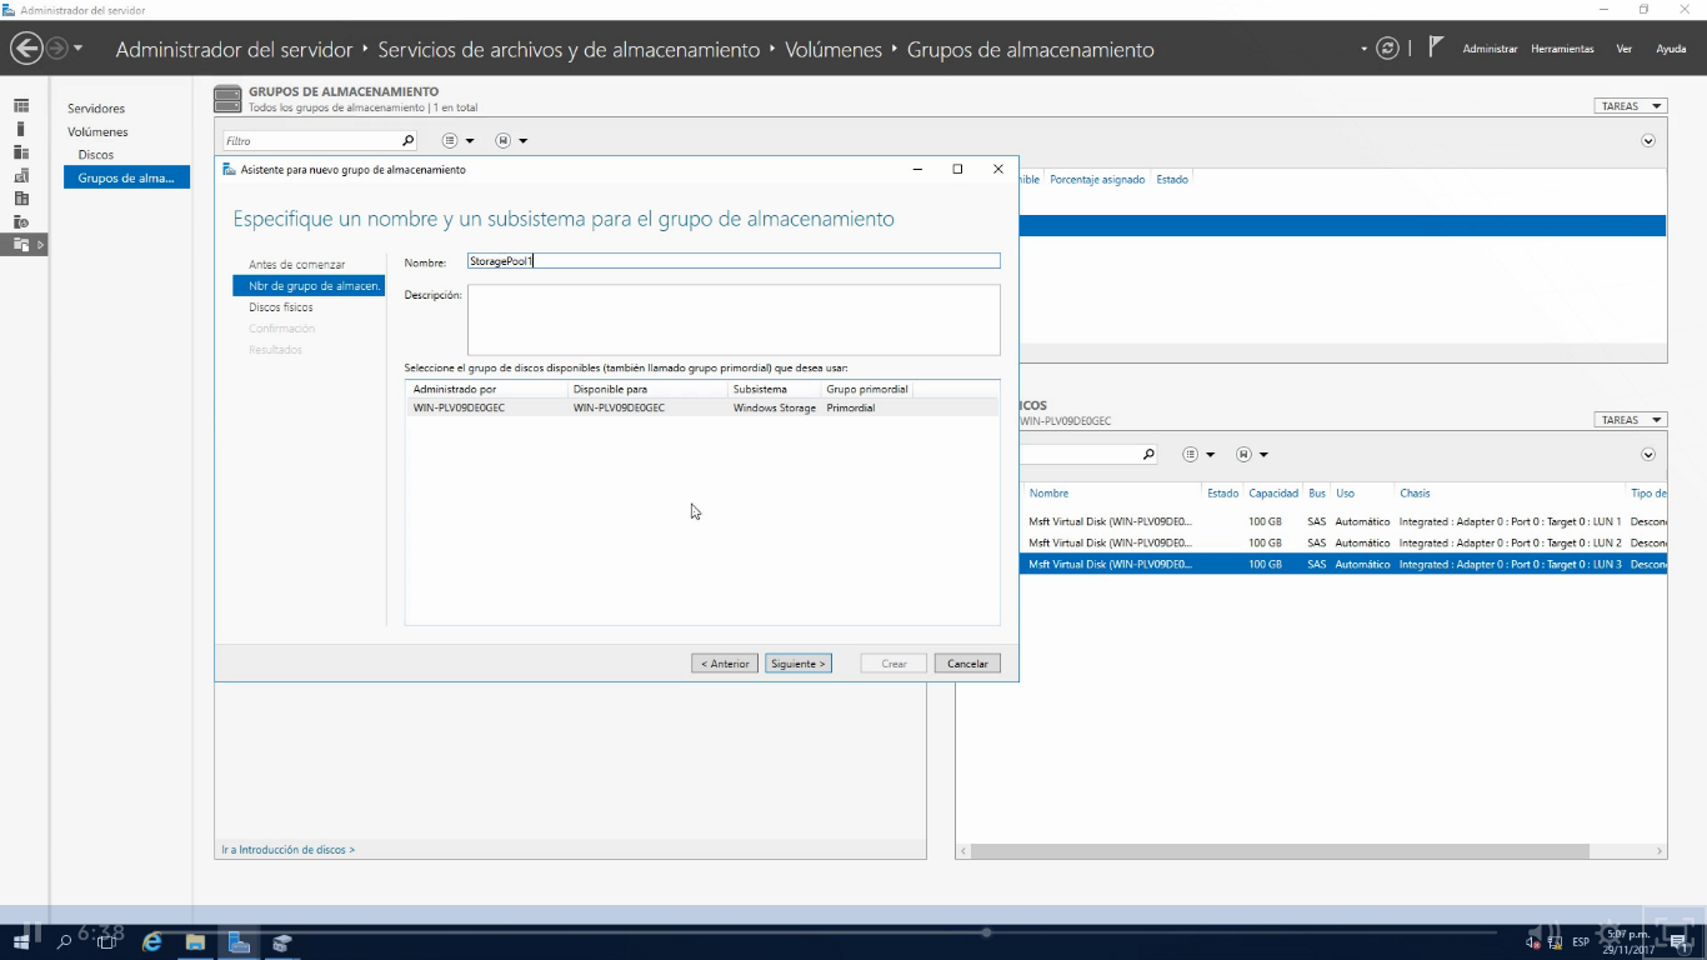 Administrador del servidor
Administrador del servidor ‣ Servicios de archivos y de almacenamiento ‣ Volúmenes ‣ Grupos de almacenamiento
Administrar Herramientas Ver Ayuda
Servidores
Volúmenes
Discos
Grupos de alma...
GRUPOS DE ALMACENAMIENTO
Todos los grupos de almacenamiento | 1 en total
TAREAS
Filtro
Asistente para nuevo grupo de almacenamiento
nible Porcentaje asignado Estado
Especifique un nombre y un subsistema para el grupo de almacenamiento
Antes de comenzar
Nbr de grupo de almacen.
Discos físicos
Confirmación
Resultados
Nombre: StoragePool1
Descripción:
Seleccione el grupo de discos disponibles (también llamado grupo primordial) que desea usar:
Administrado por Disponible para Subsistema Grupo primordial
WIN-PLV09DE0GEC WIN-PLV09DE0GEC Windows Storage Primordial
< Anterior Siguiente > Crear Cancelar
ICOS
WIN-PLV09DE0GEC
TAREAS
Nombre Estado Capacidad Bus Uso Chasis Tipo de
Msft Virtual Disk (WIN-PLV09DE0... 100 GB SAS Automático Integrated : Adapter 0 : Port 0 : Target 0 : LUN 1 Descon
Msft Virtual Disk (WIN-PLV09DE0... 100 GB SAS Automático Integrated : Adapter 0 : Port 0 : Target 0 : LUN 2 Descon
Msft Virtual Disk (WIN-PLV09DE0... 100 GB SAS Automático Integrated : Adapter 0 : Port 0 : Target 0 : LUN 3 Descon
Ir a Introducción de discos >
6:38
ESP
5:07 p.m.
29/11/2017